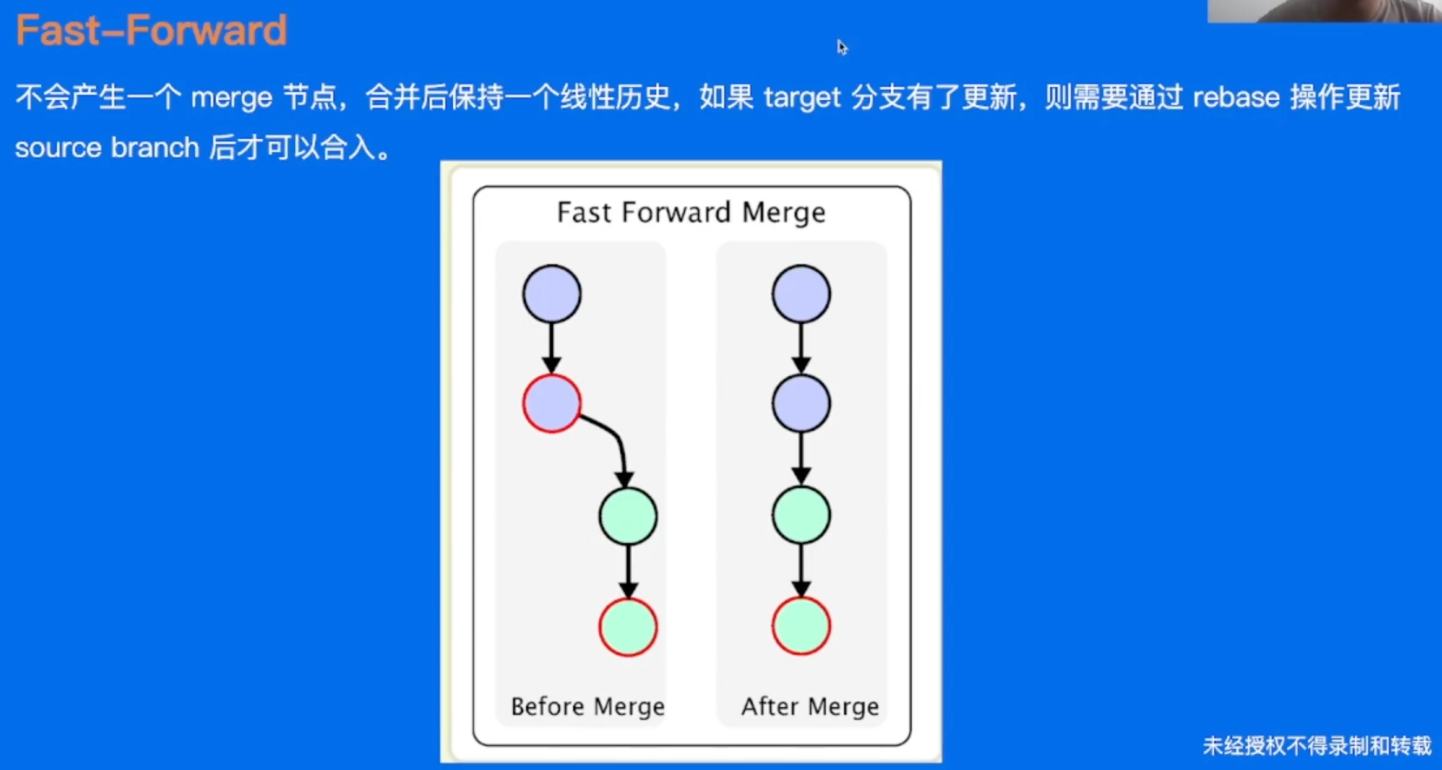 Fast-Forward
不会产生一个 merge 节点，合并后保持一个线性历史，如果 target 分支有了更新，则需要通过 rebase 操作更新
source branch 后才可以合入。
Fast Forward Merge
Before Merge
After Merge
未经授权不得录制和转载